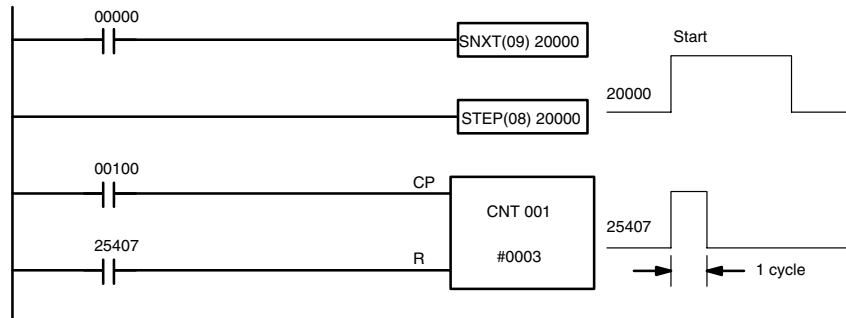 00000
SNXT(09) 20000
Start
20000
STEP(08) 20000
00100
CP
CNT 001
#0003
25407
R
25407
1 cycle